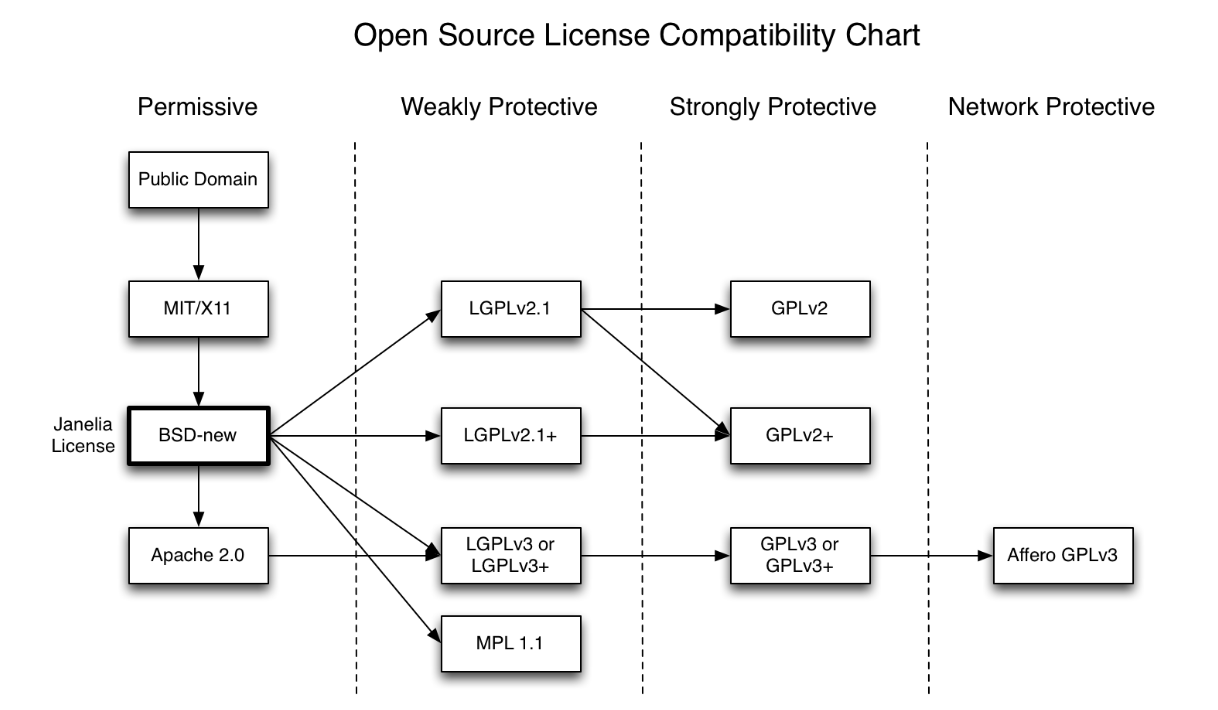 Open Source License Compatibility Chart
Permissive
Weakly Protective
Strongly Protective
Network Protective
Public Domain
MIT/X11
LGPLv2.1
GPLv2
Janelia
License
BSD-new
LGPLv2.1+
GPLv2+
Apache 2.0
LGPLv3 or
LGPLv3+
GPLv3 or
GPLv3+
Affero GPLv3
MPL 1.1